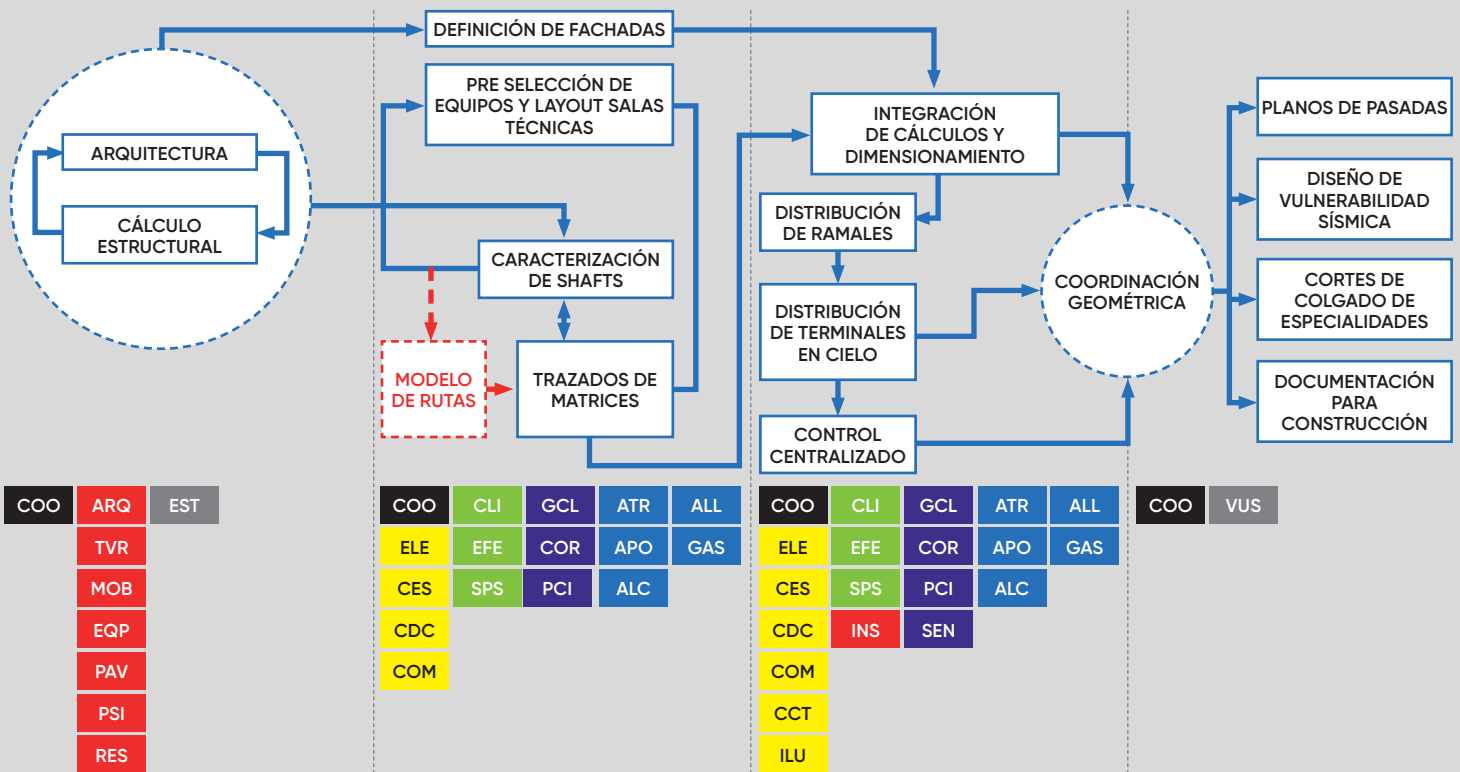 DEFINICIÓN DE FACHADAS
PRE SELECCIÓN DE
EQUIPOS Y LAYOUT SALAS
TÉCNICAS
ARQUITECTURA
CÁLCULO
ESTRUCTURAL
CARACTERIZACIÓN
DE SHAFTS
MODELO
DE RUTAS
TRAZADOS DE
MATRICES
INTEGRACIÓN
DE CÁLCULOS Y
DIMENSIONAMIENTO
DISTRIBUCIÓN
DE RAMALES
DISTRIBUCIÓN
DE TERMINALES
EN CIELO
CONTROL
CENTRALIZADO
COORDINACIÓN
GEOMÉTRICA
PLANOS DE PASADAS
DISEÑO DE
VULNERABILIDAD
SÍSMICA
CORTES DE
COLGADO DE
ESPECIALIDADES
DOCUMENTACIÓN
PARA
CONSTRUCCIÓN
COO ARQ EST
TVR
MOB
EQP
PAV
PSI
RES
COO CLI GCL ATR ALL
ELE EFE COR APO GAS
CES SPS PCI ALC
CDC
COM
COO CLI GCL ATR ALL
ELE EFE COR APO GAS
CES SPS PCI ALC
CDC INS SEN
COM
CCT
ILU
COO VUS